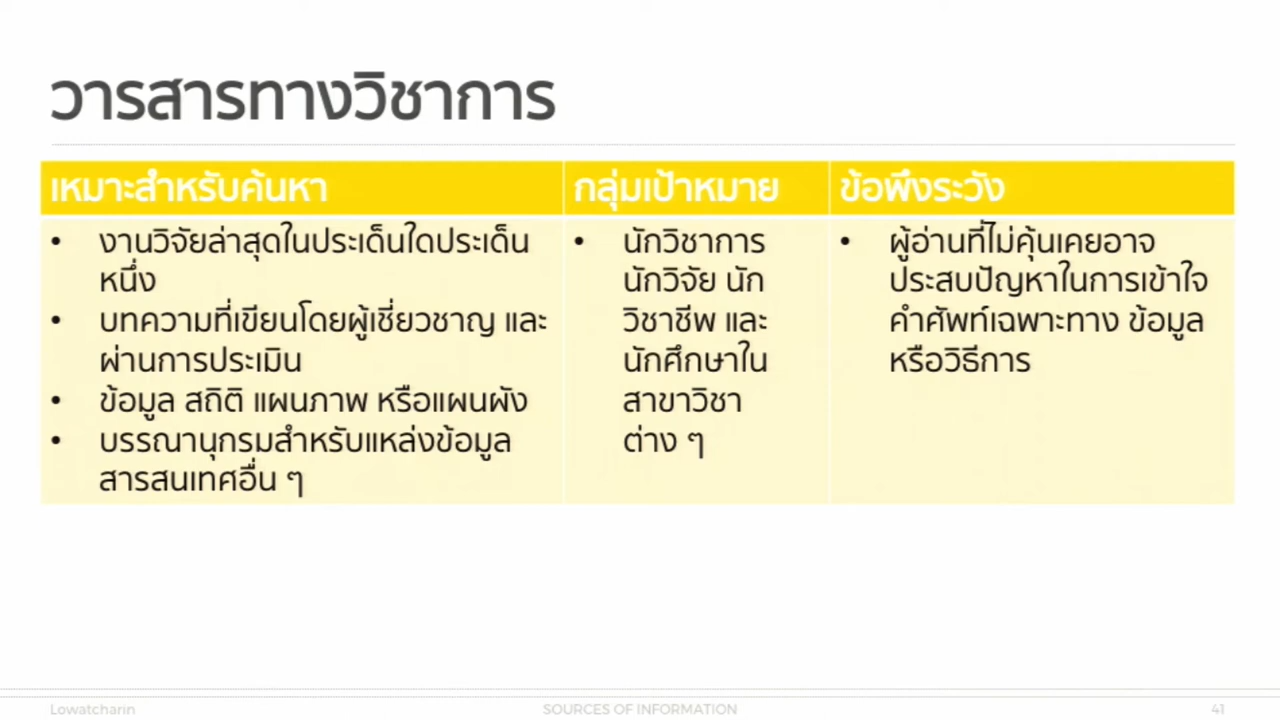 วารสารทางวิชาการ
เหมาะสำหรับค้นหา
• งานวิจัยล่าสุดในประเด็นใดประเด็น
หนึ่ง
• บทความที่เขียนโดยผู้เชี่ยวชาญ และ
ผ่านการประเมิน
• ข้อมูล สถิติ แผนภาพ หรือแผนผัง
• บรรณานุกรมสำหรับแหล่งข้อมูล
สารสนเทศอื่น ๆ
กลุ่มเป้าหมาย
• นักวิชาการ
นักวิจัย นัก
วิชาชีพ และ
นักศึกษาใน
สาขาวิชา
ต่าง ๆ
ข้อพึงระวัง
• ผู้อ่านที่ไม่คุ้นเคยอาจ
ประสบปัญหาในการเข้าใจ
คำศัพท์เฉพาะทาง ข้อมูล
หรือวิธีการ
Lowatcharin
SOURCES OF INFORMATION
41